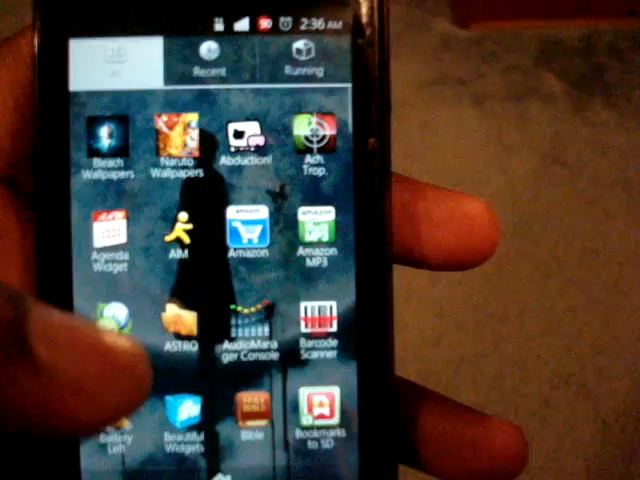 2:36 AM
All
Recent
Running
Bleach
Wallpapers
Naruto
Wallpapers
Abduction!
Ach.
Trop.
Agenda
Widget
AIM
Amazon
Amazon
MP3
ASTRO
AudioMana
ger Console
Barcode
Scanner
Battery
Left
Beautiful
Widgets
Bible
Bookmarks
to SD